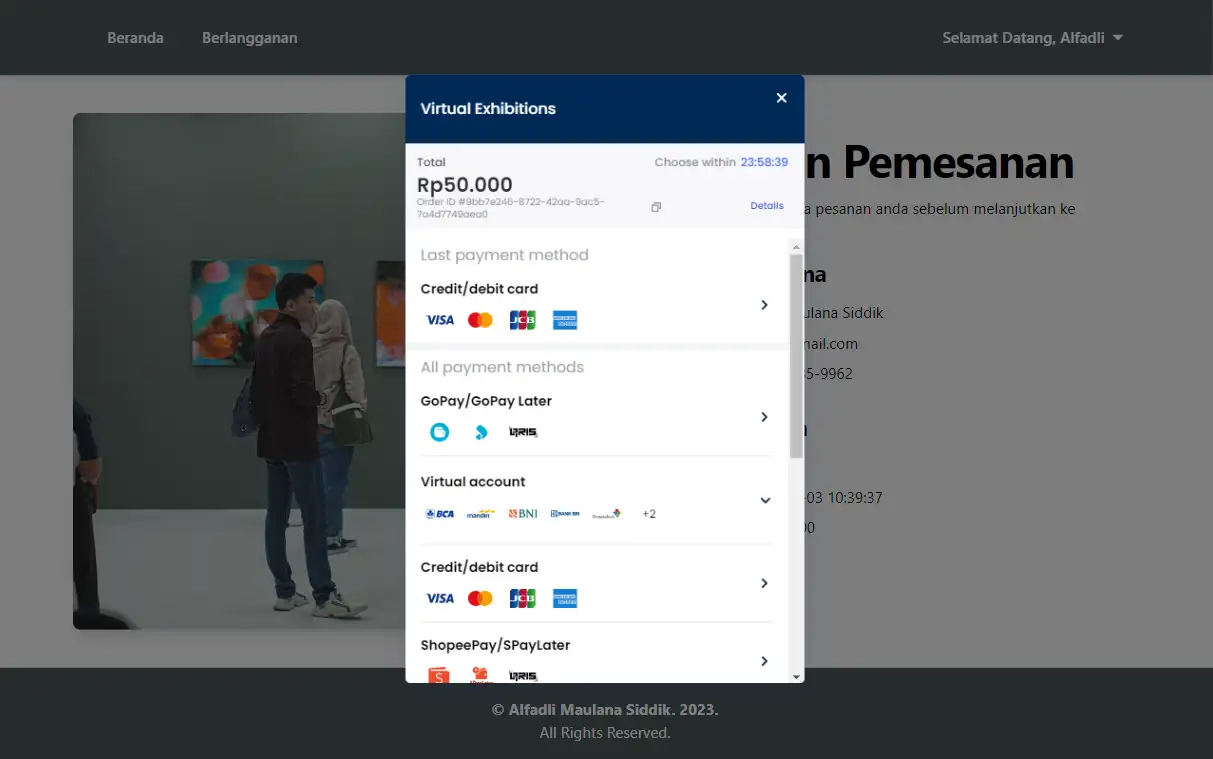 Beranda
Berlangganan
Selamat Datang, Alfadli
Virtual Exhibitions
Total
Choose within 23:58:39
Rp50.000
Order ID #9bb7e246-8722-42aa-9ac5-
7a4d7749aea0
Details
n Pemesanan
a pesanan anda sebelum melanjutkan ke
na
ulana Siddik
nail.com
5-9962
03 10:39:37
Last payment method
Credit/debit card
VISA
JCB
All payment methods
GoPay/GoPay Later
QRIS
Virtual account
BCA
mandiri
BNI
BANK BRI
PermataBank
+2
Credit/debit card
VISA
JCB
ShopeePay/SPayLater
S
QRIS
© Alfadli Maulana Siddik. 2023.
All Rights Reserved.